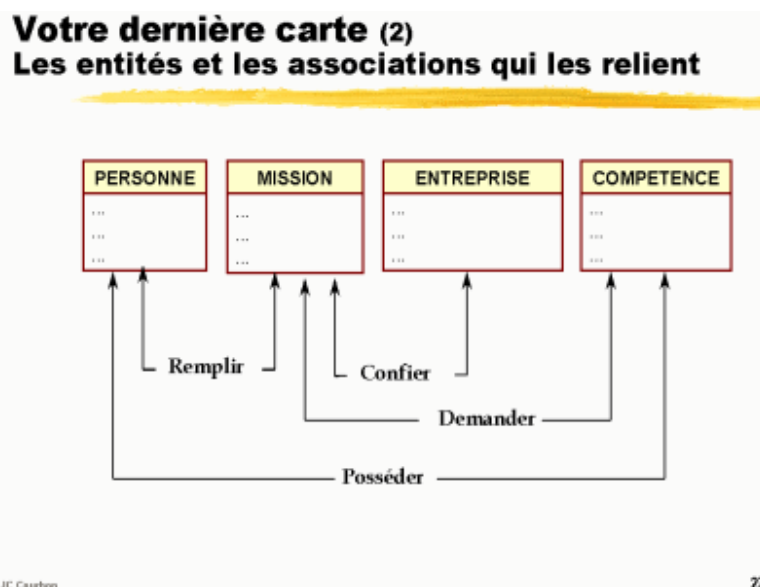 Votre dernière carte (2)
Les entités et les associations qui les relient
PERSONNE MISSION ENTREPRISE COMPETENCE
... ... ... ...
... ... ... ...
... ... ... ...
Remplir
Confier
Demander
Posséder